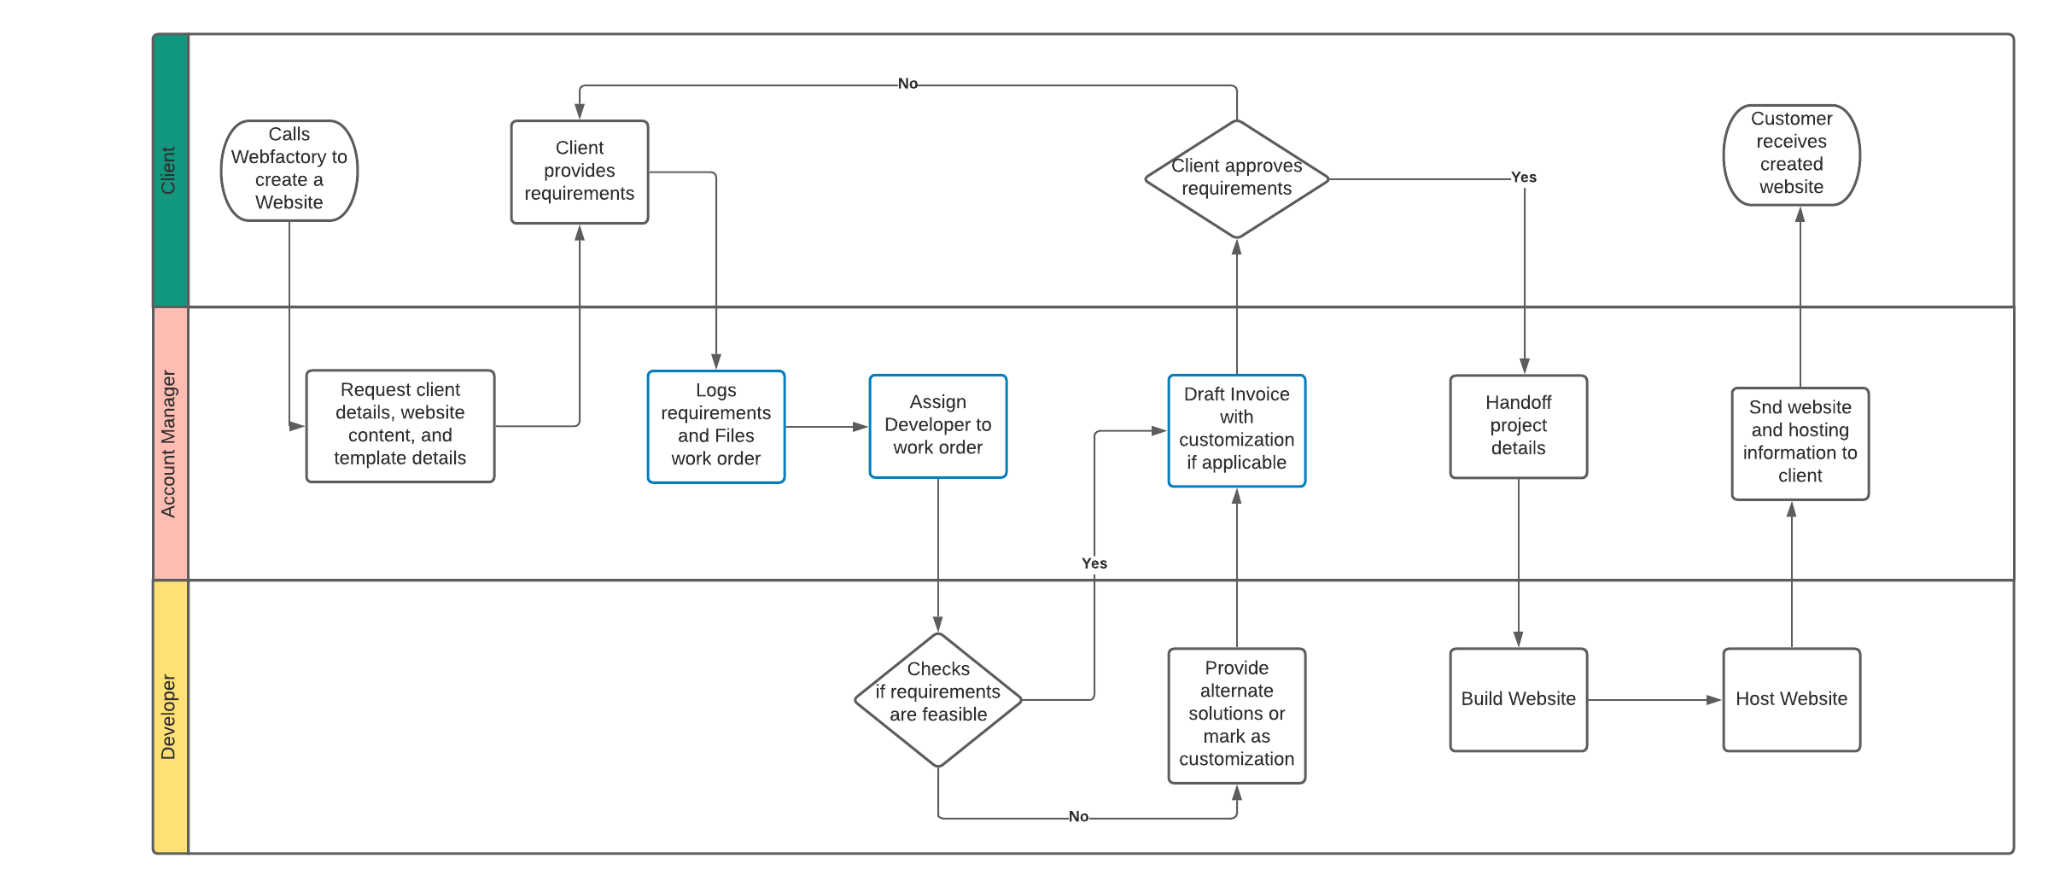 Client
No
Calls
Webfactory to
create a
Website
Client
provides
requirements
Client approves
requirements
Yes
Customer
receives
created
website
Account Manager
Request client
details, website
content, and
template details
Logs
requirements
and Files
work order
Assign
Developer to
work order
Draft Invoice
with
customization
if applicable
Handoff
project
details
Snd website
and hosting
information to
client
Yes
Developer
Checks
if requirements
are feasible
Provide
alternate
solutions or
mark as
customization
Build Website
Host Website
No